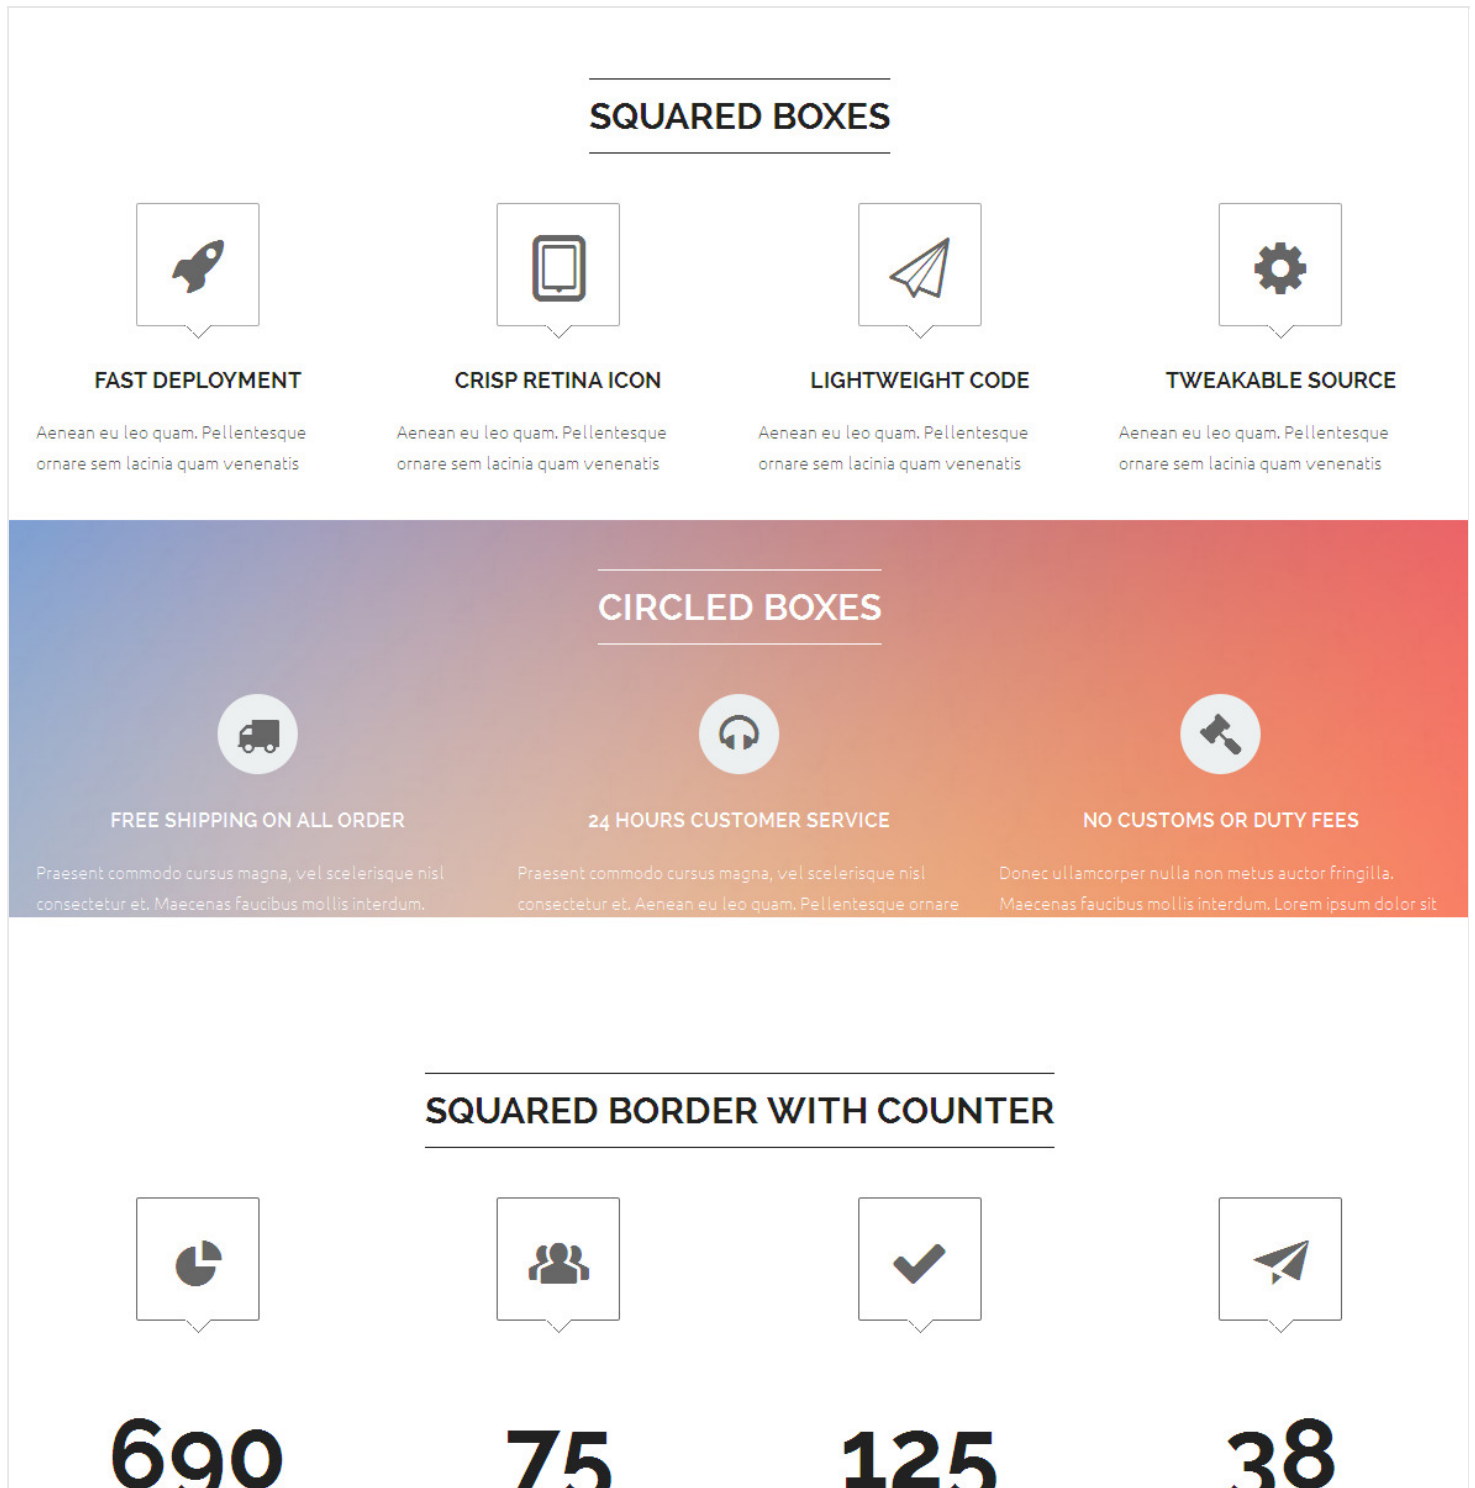 SQUARED BOXES
FAST DEPLOYMENT
Aenean eu leo quam. Pellentesque
ornare sem lacinia quam venenatis
CRISP RETINA ICON
Aenean eu leo quam. Pellentesque
ornare sem lacinia quam venenatis
LIGHTWEIGHT CODE
Aenean eu leo quam. Pellentesque
ornare sem lacinia quam venenatis
TWEAKABLE SOURCE
Aenean eu leo quam. Pellentesque
ornare sem lacinia quam venenatis
CIRCLED BOXES
FREE SHIPPING ON ALL ORDER
Praesent commodo cursus magna, vel scelerisque nisl
consectetur et. Maecenas faucibus mollis interdum.
24 HOURS CUSTOMER SERVICE
Praesent commodo cursus magna, vel scelerisque nisl
consectetur et. Aenean eu leo quam. Pellentesque ornare
NO CUSTOMS OR DUTY FEES
Donec ullamcorper nulla non metus auctor fringilla.
Maecenas faucibus mollis interdum. Lorem ipsum dolor sit
SQUARED BORDER WITH COUNTER
690
75
125
38